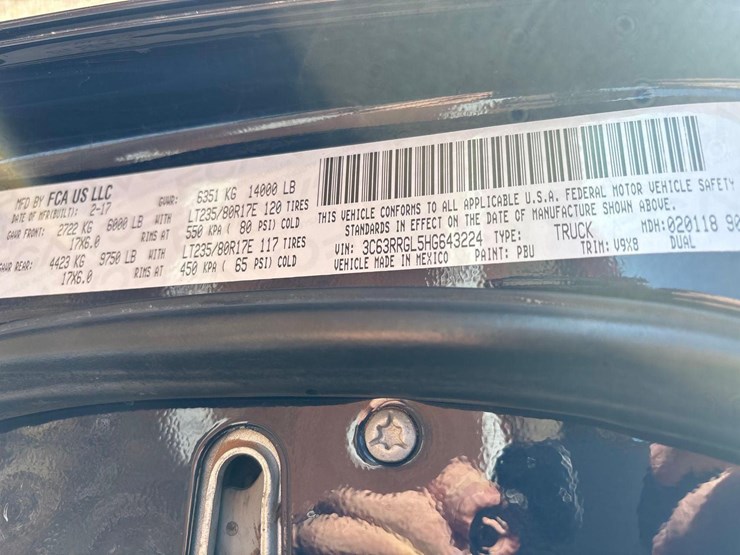 MFD BY FCA US LLC GVWR: 6351 KG 14000 LB
DATE OF MFR(BUILT): 2-17
GAWR FRONT: 2722 KG 6000 LB WITH LT235/80R17E 120 TIRES
17X6.0 RIMS AT 550 KPA ( 80 PSI) COLD
GAWR REAR: 4423 KG 9750 LB WITH LT235/80R17E 117 TIRES
17X6.0 RIMS AT 450 KPA ( 65 PSI) COLD
THIS VEHICLE CONFORMS TO ALL APPLICABLE U.S.A. FEDERAL MOTOR VEHICLE SAFETY
STANDARDS IN EFFECT ON THE DATE OF MANUFACTURE SHOWN ABOVE.
VIN: 3C63RRGL5HG643224 TYPE: TRUCK MDH:020118 90
VEHICLE MADE IN MEXICO PAINT: PBU TRIM: V9X8 DUAL